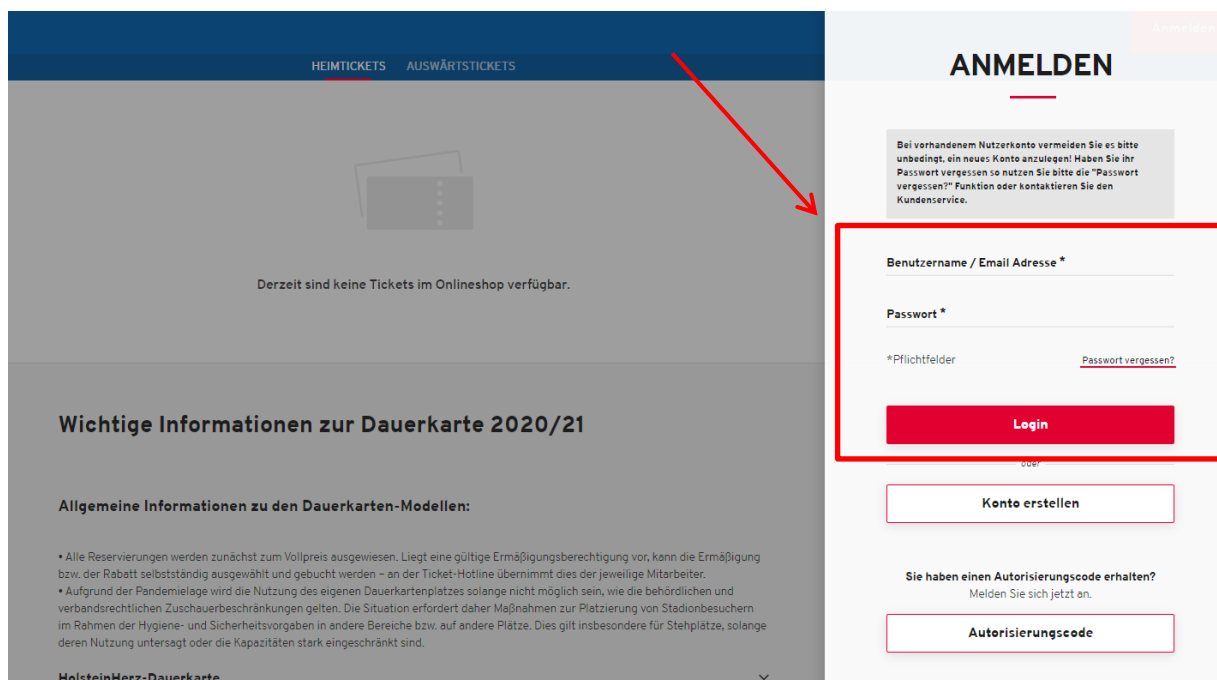 HEIMTICKETS AUSWÄRTSTICKETS
Derzeit sind keine Tickets im Onlineshop verfügbar.
Wichtige Informationen zur Dauerkarte 2020/21
Allgemeine Informationen zu den Dauerkarten-Modellen:
• Alle Reservierungen werden zunächst zum Vollpreis ausgewiesen. Liegt eine gültige Ermäßigungsberechtigung vor, kann die Ermäßigung
bzw. der Rabatt selbstständig ausgewählt und gebucht werden – an der Ticket-Hotline übernimmt dies der jeweilige Mitarbeiter.
• Aufgrund der Pandemielage wird die Nutzung des eigenen Dauerkartenplatzes solange nicht möglich sein, wie die behördlichen und
verbandsrechtlichen Zuschauerbeschränkungen gelten. Die Situation erfordert daher Maßnahmen zur Platzierung von Stadionbesuchern
im Rahmen der Hygiene- und Sicherheitsvorgaben in andere Bereiche bzw. auf andere Plätze. Dies gilt insbesondere für Stehplätze, solange
deren Nutzung untersagt oder die Kapazitäten stark eingeschränkt sind.
HolsteinHerz-Dauerkarte
Anmelden
ANMELDEN
Bei vorhandenem Nutzerkonto vermeiden Sie es bitte
unbedingt, ein neues Konto anzulegen! Haben Sie ihr
Passwort vergessen so nutzen Sie bitte die "Passwort
vergessen?" Funktion oder kontaktieren Sie den
Kundenservice.
Benutzername / Email Adresse *
Passwort *
*Pflichtfelder Passwort vergessen?
Login
oder
Konto erstellen
Sie haben einen Autorisierungscode erhalten?
Melden Sie sich jetzt an.
Autorisierungscode